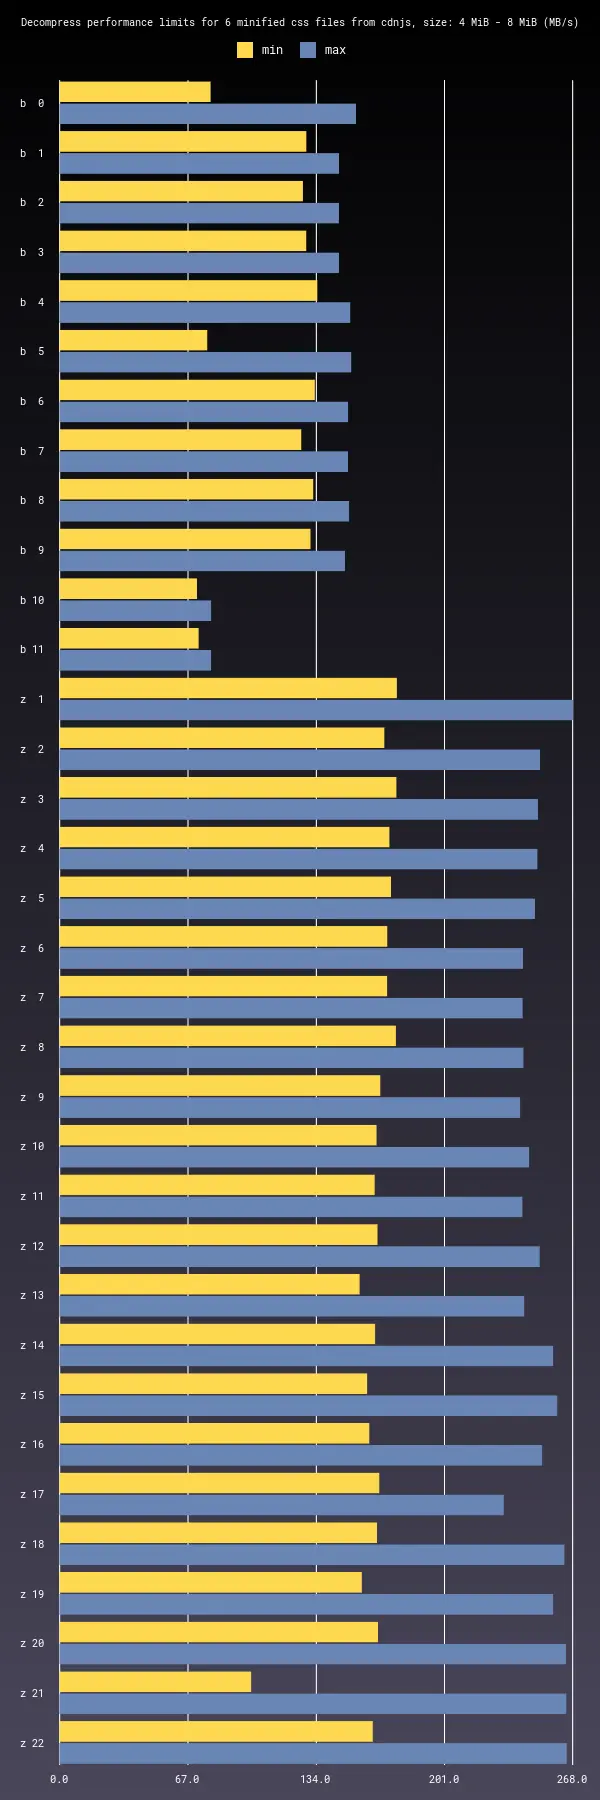 Decompress performance limits for 6 minified css files from cdnjs, size: 4 MiB - 8 MiB (MB/s)
min max
b 0
b 1
b 2
b 3
b 4
b 5
b 6
b 7
b 8
b 9
b 10
b 11
z 1
z 2
z 3
z 4
z 5
z 6
z 7
z 8
z 9
z 10
z 11
z 12
z 13
z 14
z 15
z 16
z 17
z 18
z 19
z 20
z 21
z 22
0.0 67.0 134.0 201.0 268.0